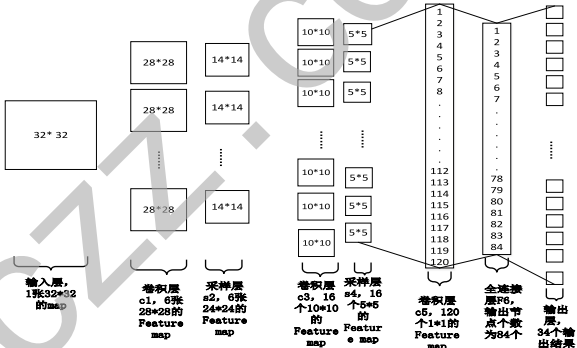 32* 32
28*28
28*28
28*28
14*14
14*14
14*14
10*10
10*10
10*10
10*10
10*10
10*10
5*5
5*5
5*5
5*5
5*5
5*5
1
2
3
4
5
6
7
8
112
113
114
115
116
117
118
119
120
1
2
3
4
5
6
7
78
79
80
81
82
83
84
输入层，
1张32*32
的map
卷积层
c1, 6张
28*28的
Feature
map
采样层
s2, 6张
24*24的
Feature
map
卷积层
c3, 16
个10*10
的
Feature
map
采样层
s4, 16
个5*5
的
Featur
e map
卷积层
c5, 120
个1*1的
Feature
map
全连接
层F6,
输出节
点个数
为84个
输出
层，
34个输
出结果